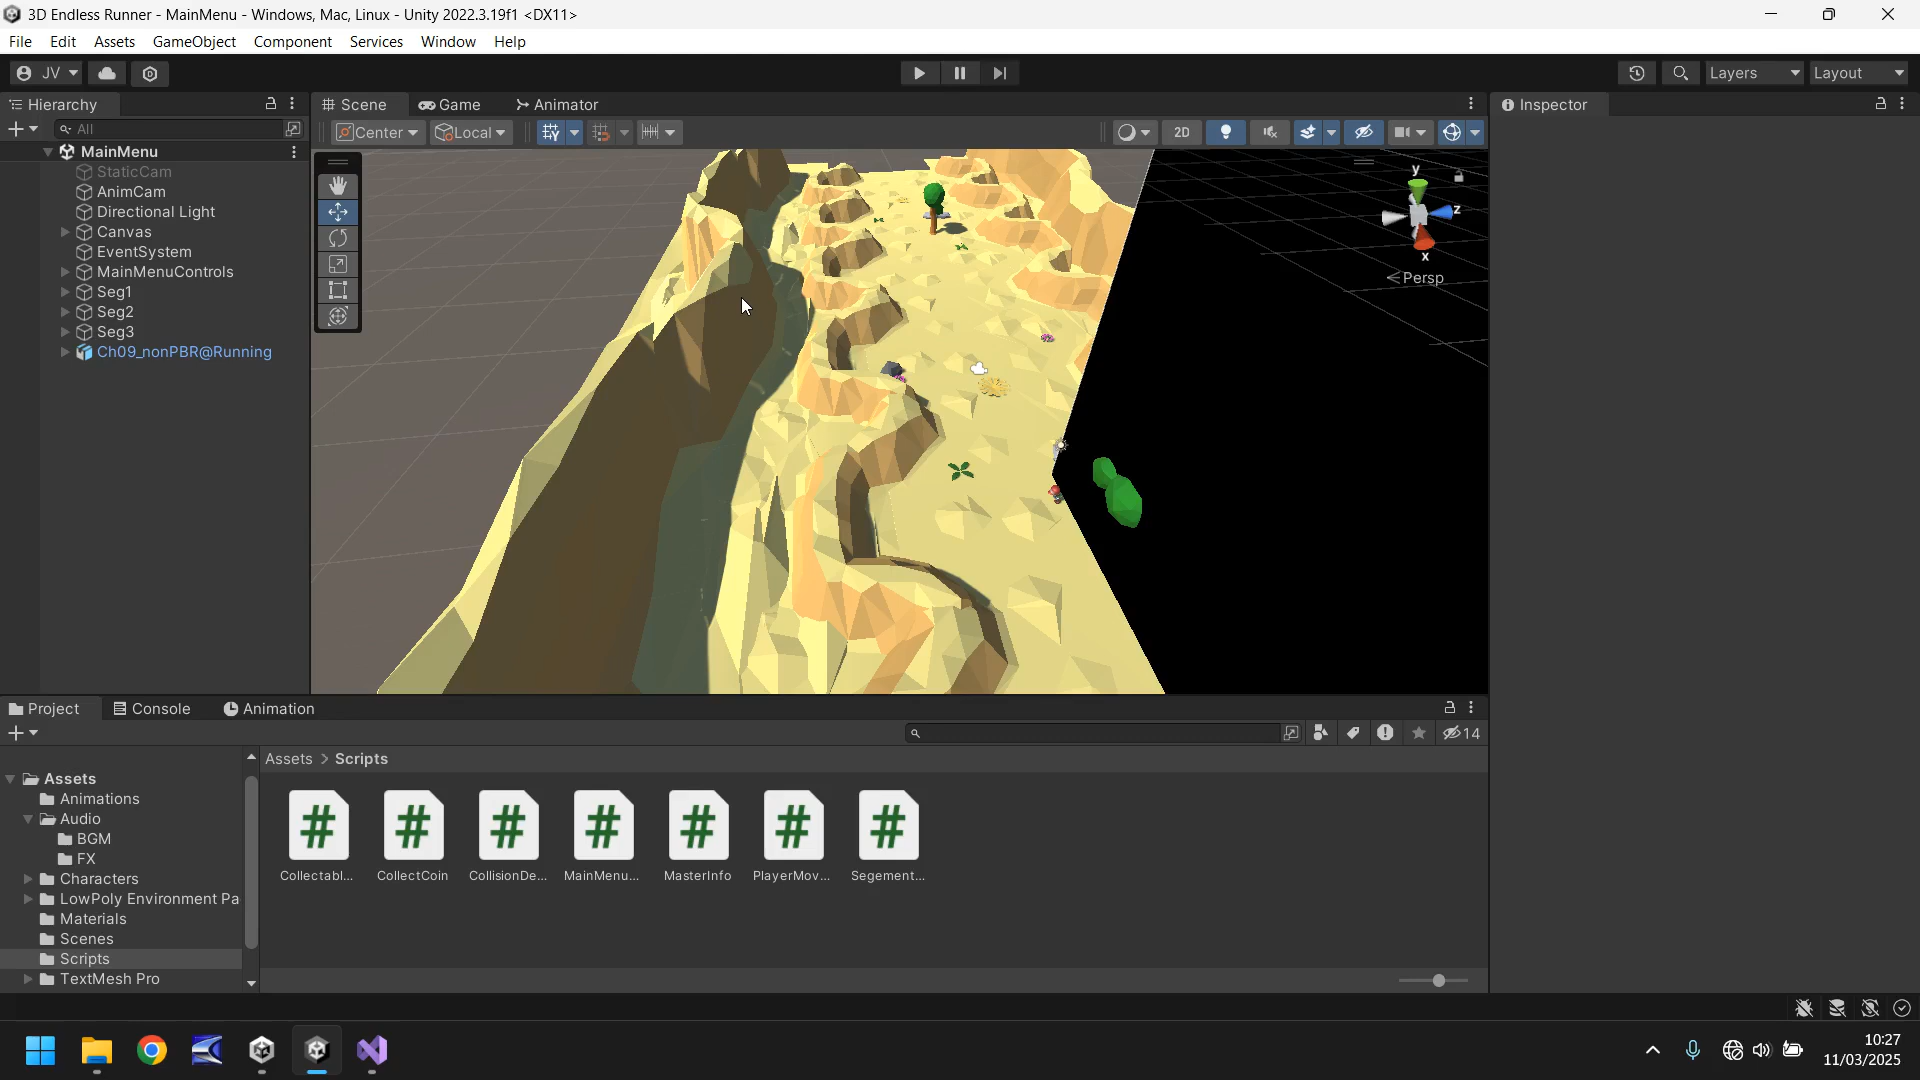 3D Endless Runner - MainMenu - Windows, Mac, Linux - Unity 2022.3.19f1 <DX11>
File Edit Assets GameObject Component Services Window Help
JV Layers Layout
Hierarchy Scene Game Animator Inspector
All Center Local 2D
MainMenu
StaticCam
AnimCam
Directional Light
Canvas
EventSystem
MainMenuControls
Seg1
Seg2
Seg3
Ch09_nonPBR@Running
y
z
x
Persp
Project Console Animation
14
Assets > Scripts
Assets
Animations
Audio
BGM
FX
Characters
LowPoly Environment Pa
Materials
Scenes
Scripts
TextMesh Pro
Collectabl... CollectCoin CollisionDe... MainMenu... MasterInfo PlayerMov... Segement...
10:27
11/03/2025